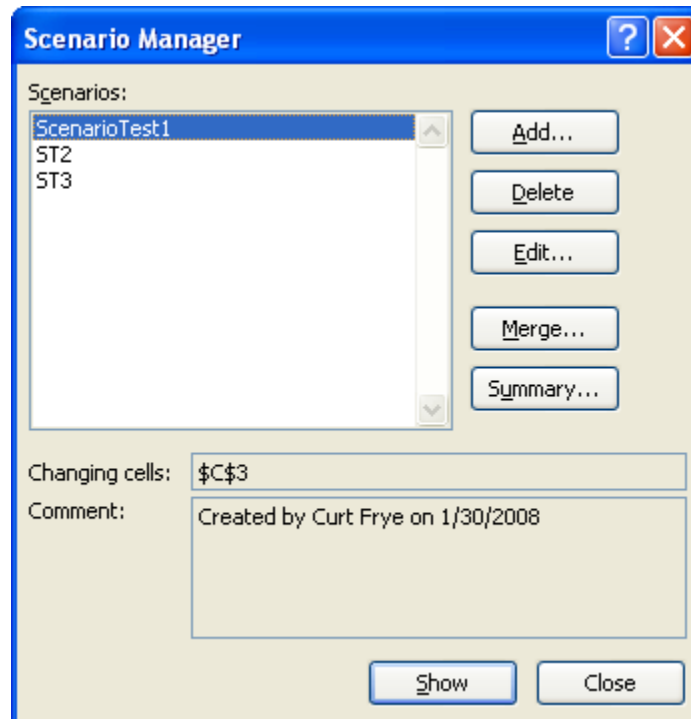 Scenario Manager
?
Scenarios:
ScenarioTest1
ST2
ST3
Add...
Delete
Edit...
Merge...
Summary...
Changing cells:
$C$3
Comment:
Created by Curt Frye on 1/30/2008
Show
Close